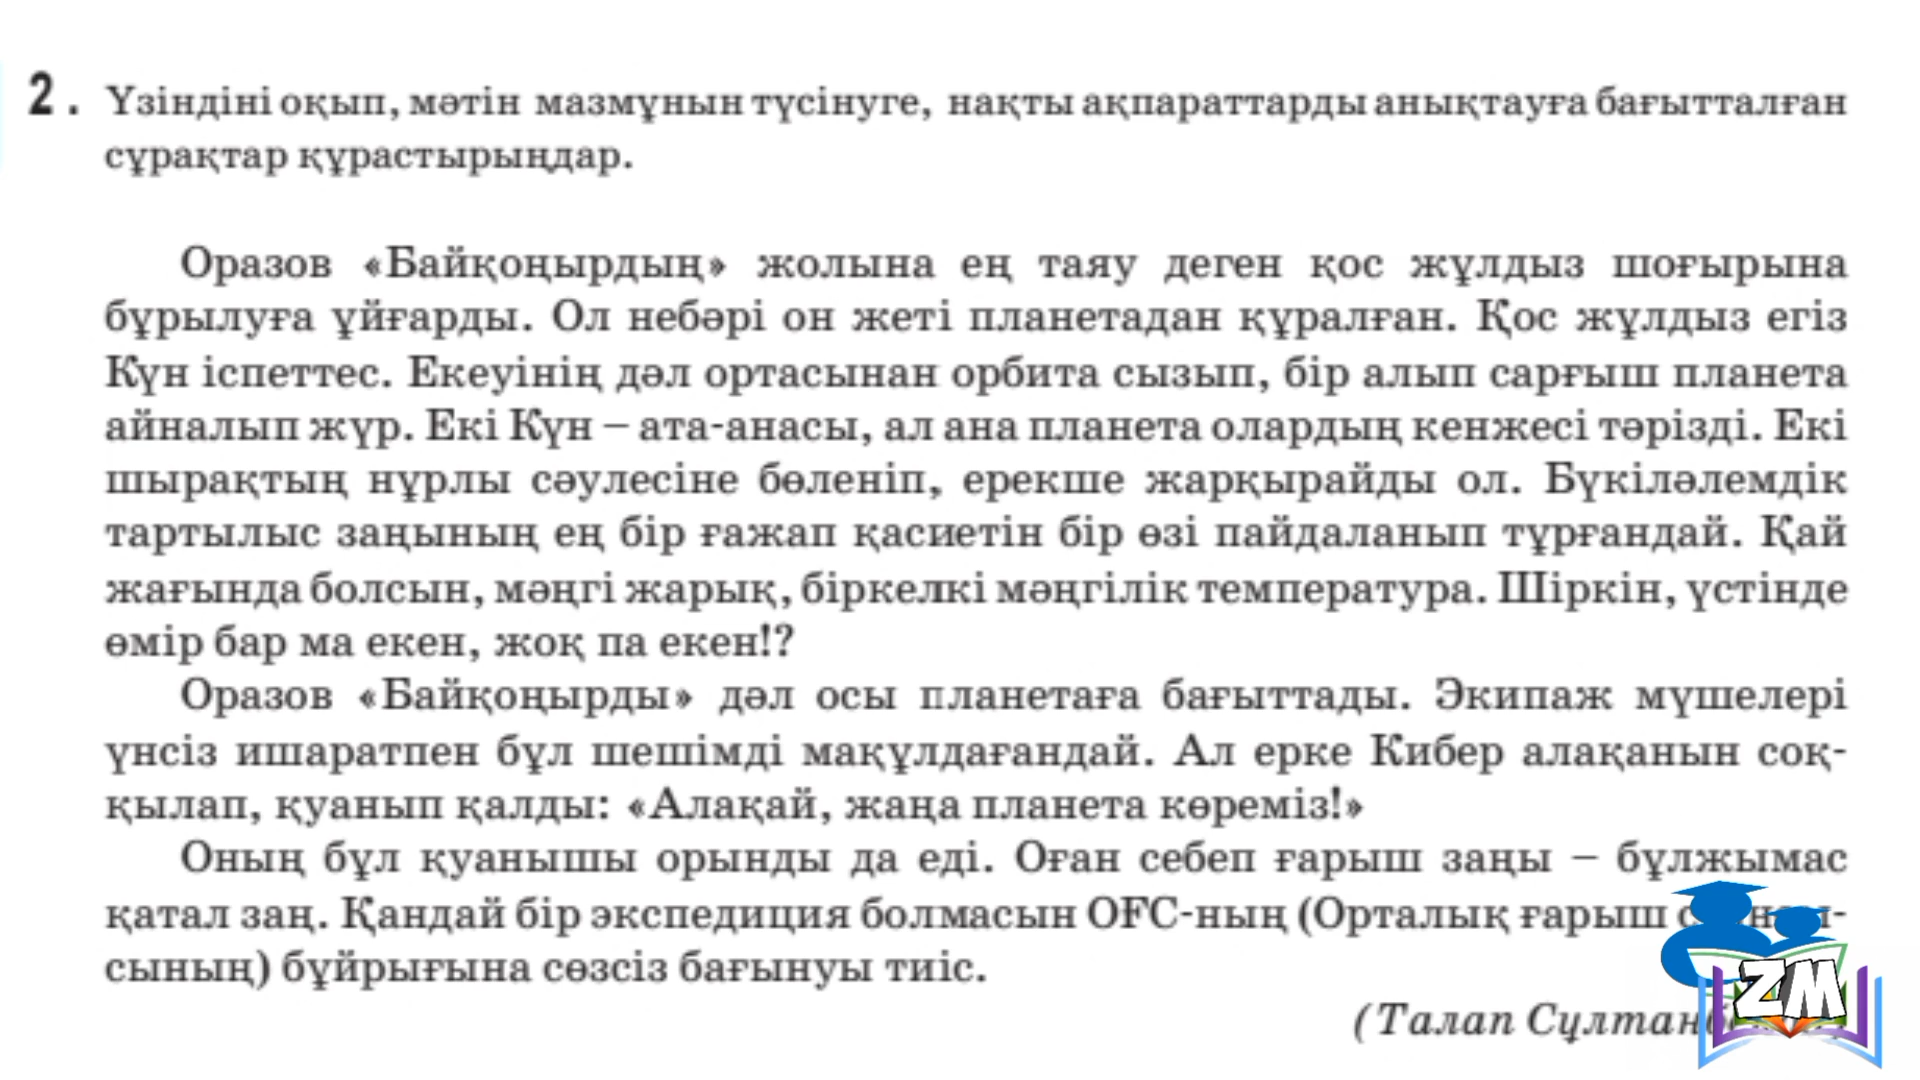 2. Үзіндіні оқып, мәтін мазмұнын түсінуге, нақты ақпараттарды анықтауға бағытталған
сұрақтар құрастырыңдар.
Оразов «Байқоңырдың» жолына ең таяу деген қос жұлдыз шоғырына
бұрылуға ұйғарды. Ол небәрі он жеті планетадан құралған. Қос жұлдыз егіз
Күн іспеттес. Екеуінің дәл ортасынан орбита сызып, бір алып сарғыш планета
айналып жүр. Екі Күн – ата-анасы, ал ана планета олардың кенжесі тәрізді. Екі
шырақтың нұрлы сәулесіне бөленіп, ерекше жарқырайды ол. Бүкіләлемдік
тартылыс заңының ең бір ғажап қасиетін бір өзі пайдаланып тұрғандай. Қай
жағында болсын, мәңгі жарық, біркелкі мәңгілік температура. Шіркін, үстінде
өмір бар ма екен, жоқ па екен!?
Оразов «Байқоңырды» дәл осы планетаға бағыттады. Экипаж мүшелері
үнсіз ишаратпен бұл шешімді мақұлдағандай. Ал ерке Кибер алақанын соқ-
қылап, қуанып қалды: «Алақай, жаңа планета көреміз!»
Оның бұл қуанышы орынды да еді. Оған себеп ғарыш заңы – бұлжымас
қатал заң. Қандай бір экспедиция болмасын ОҒС-ның (Орталық ғарыш
сының) бұйрығына сөзсіз бағынуы тиіс.
(Талап
ZM